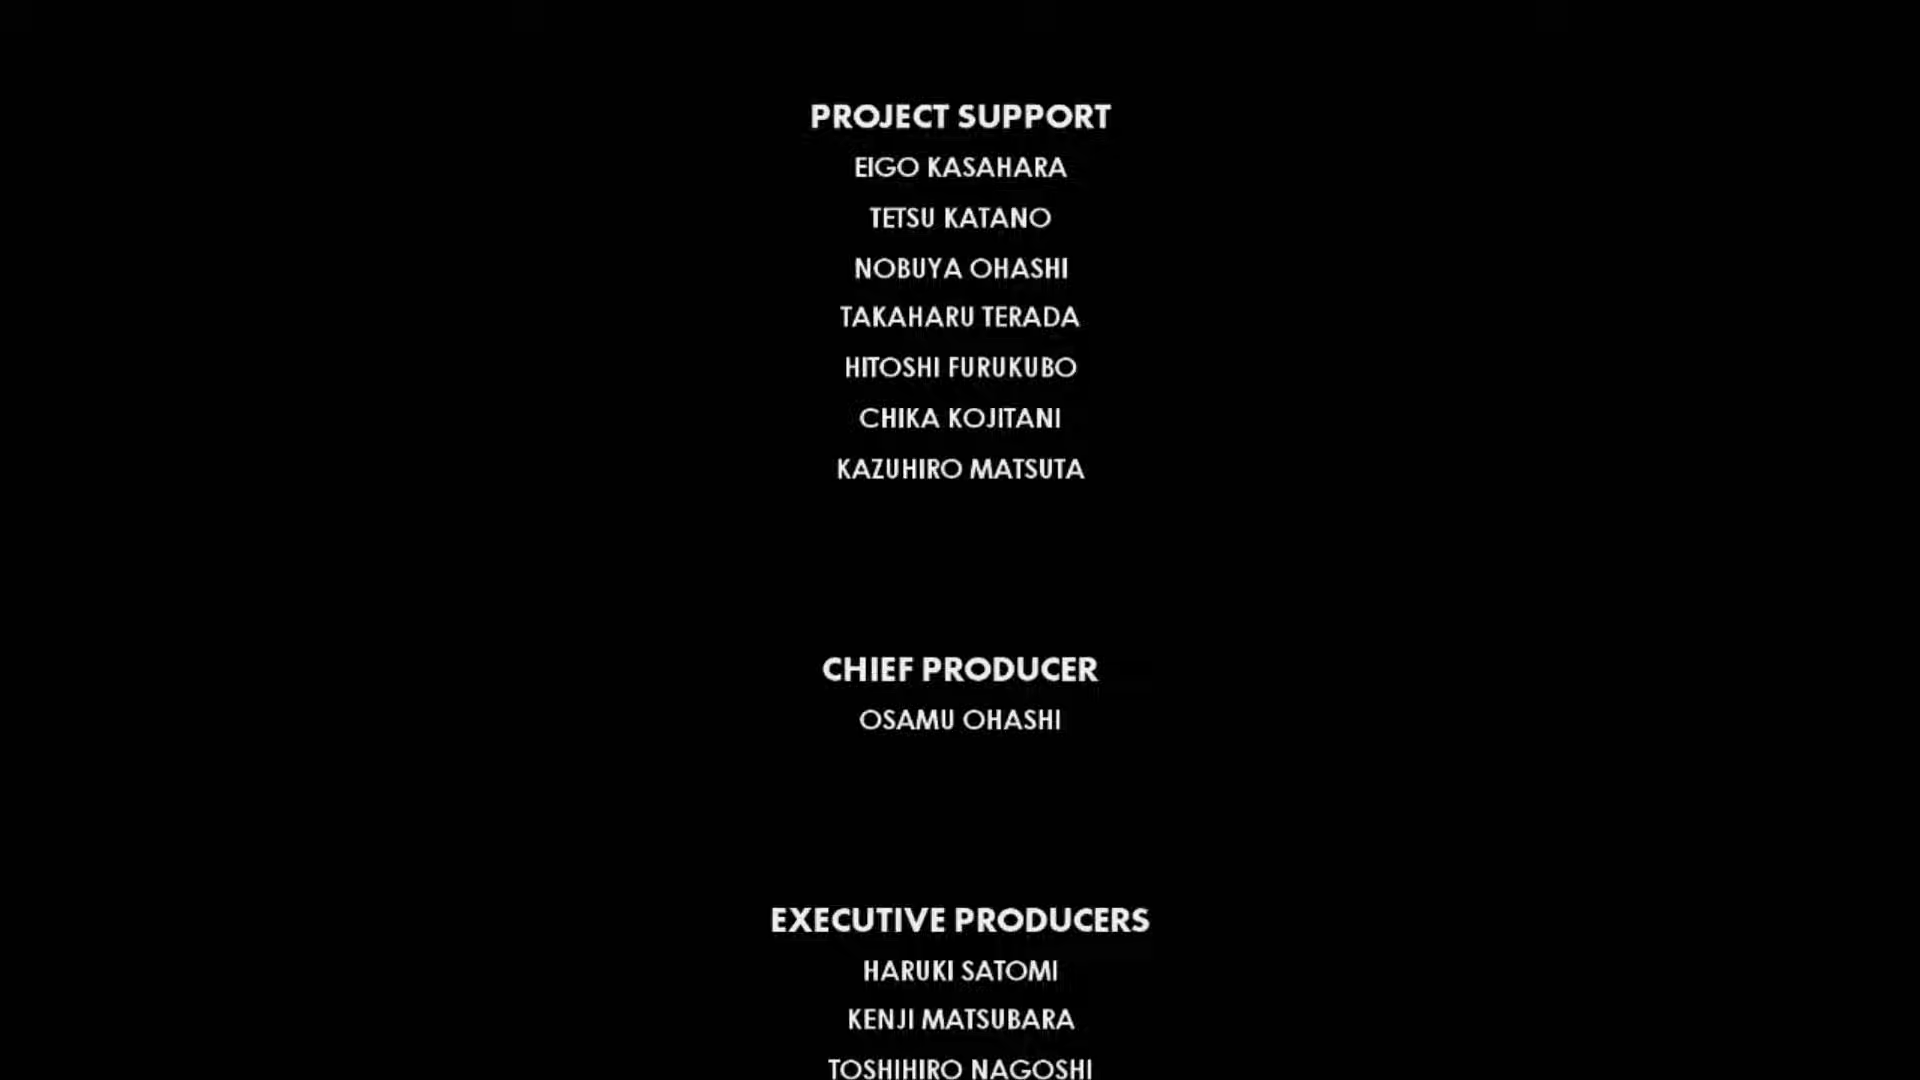 PROJECT SUPPORT
EIGO KASAHARA
TETSU KATANO
NOBUYA OHASHI
TAKAHARU TERADA
HITOSHI FURUKUBO
CHIKA KOJITANI
KAZUHIRO MATSUTA
CHIEF PRODUCER
OSAMU OHASHI
EXECUTIVE PRODUCERS
HARUKI SATOMI
KENJI MATSUBARA
TOSHIHIRO NAGOSHI